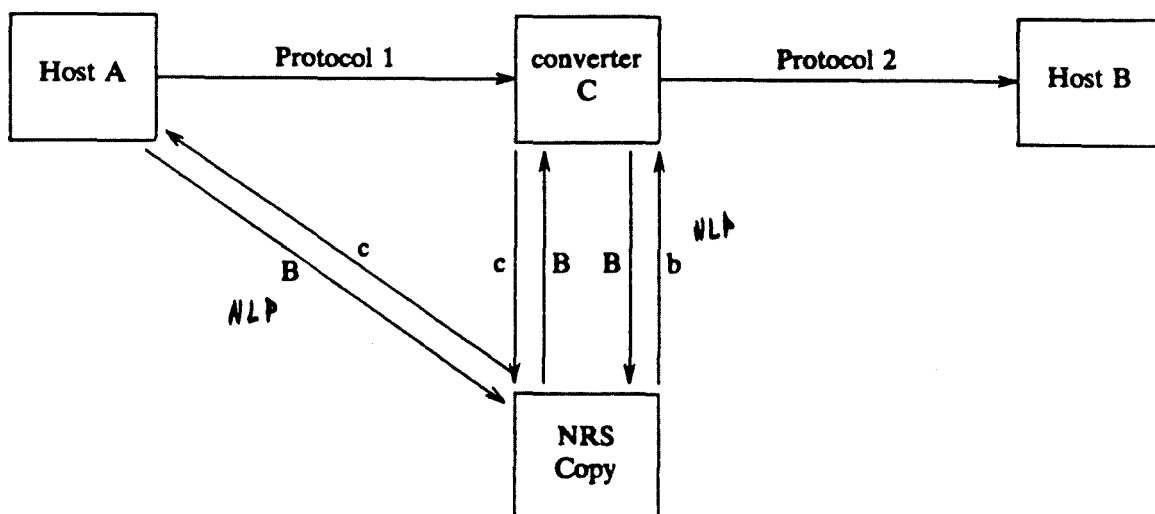 Host A
Protocol 1
converter
C
Protocol 2
Host B
c
B
NLP
c
B
B
b
NLP
NRS
Copy